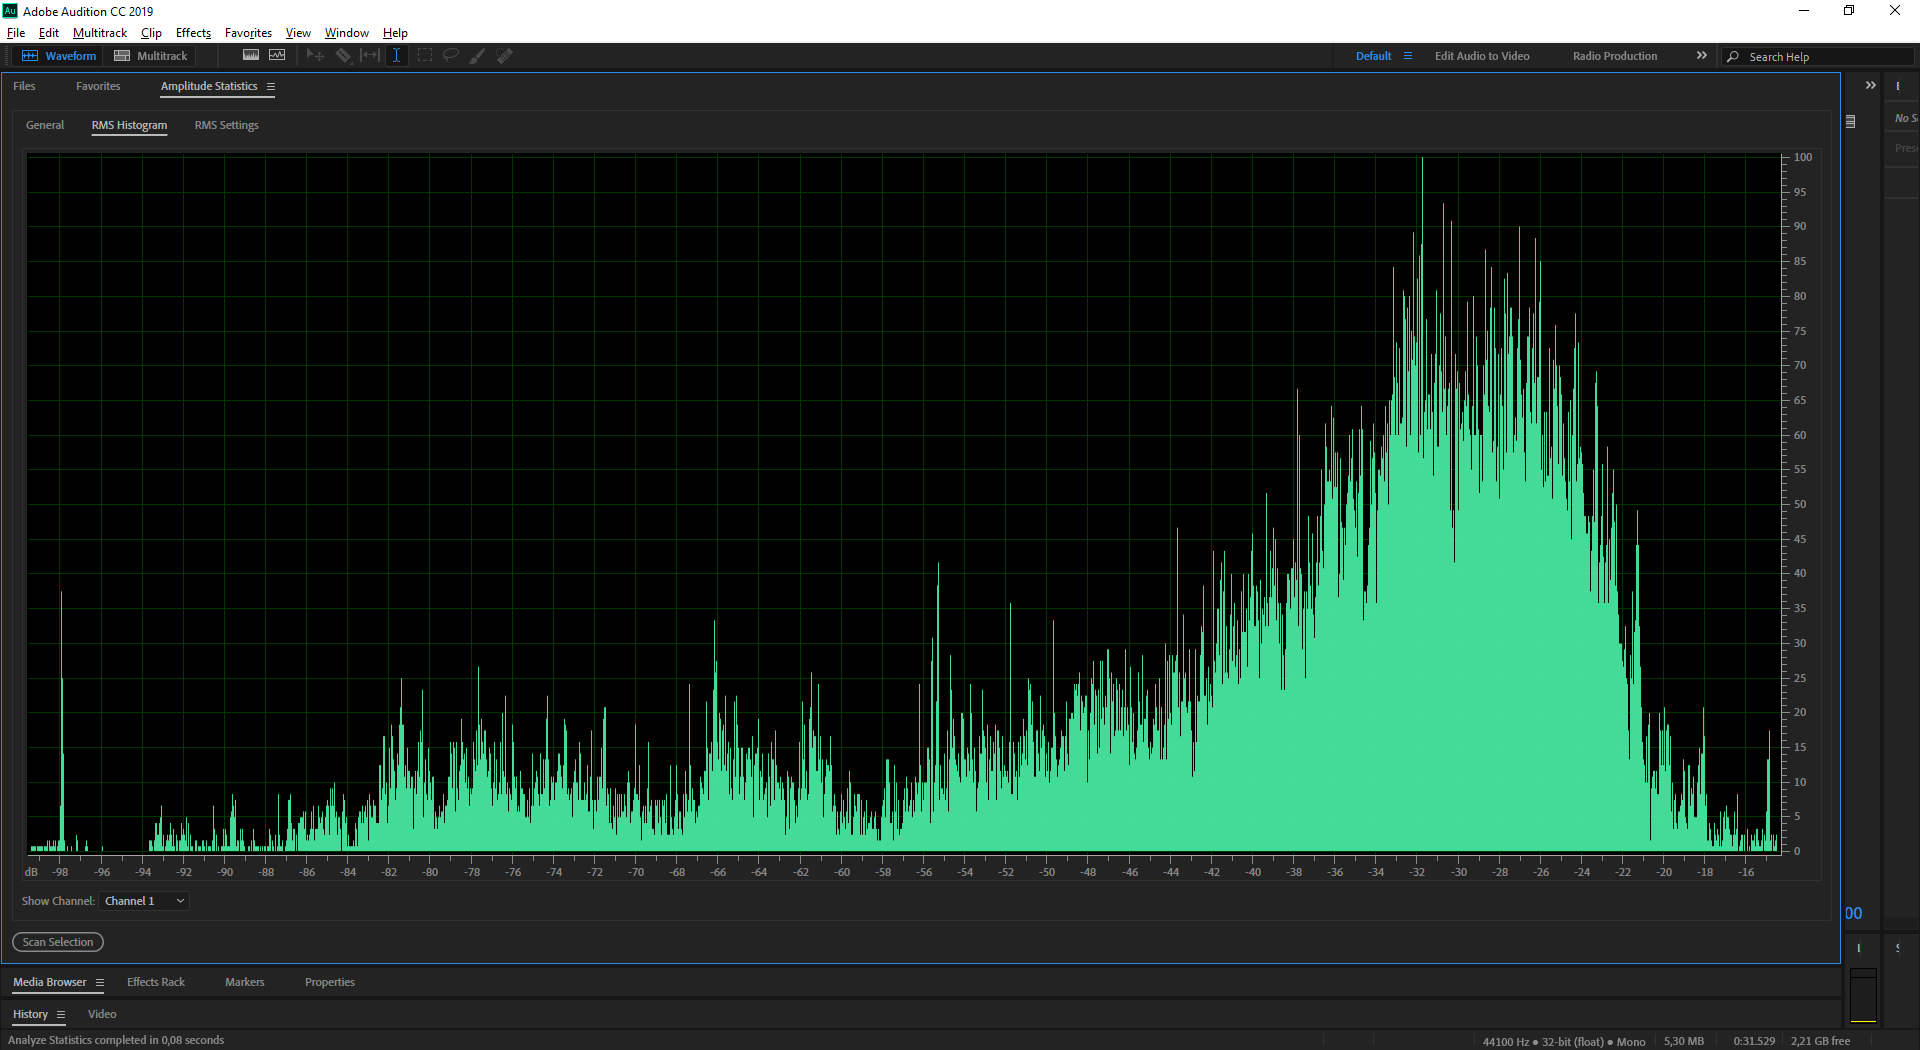 Au Adobe Audition CC 2019
File Edit Multitrack Clip Effects Favorites View Window Help
Waveform Multitrack Default Edit Audio to Video Radio Production Search Help
Files Favorites Amplitude Statistics
General RMS Histogram RMS Settings
No S
Prese
100
95
90
85
80
75
70
65
60
55
50
45
40
35
30
25
20
15
10
5
0
dB -98 -96 -94 -92 -90 -88 -86 -84 -82 -80 -78 -76 -74 -72 -70 -68 -66 -64 -62 -60 -58 -56 -54 -52 -50 -48 -46 -44 -42 -40 -38 -36 -34 -32 -30 -28 -26 -24 -22 -20 -18 -16
Show Channel: Channel 1
00
Scan Selection
Media Browser Effects Rack Markers Properties
History Video
Analyze Statistics completed in 0,08 seconds 44100 Hz ● 32-bit (float) ● Mono 5,30 MB 0:31.529 2,21 GB free